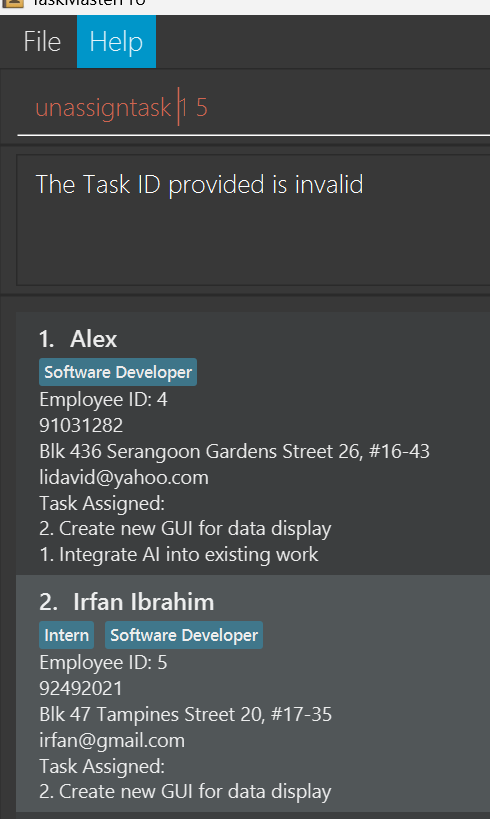 TaskMasterPro
File Help
unassigntask 1 5
The Task ID provided is invalid
1. Alex
Software Developer
Employee ID: 4
91031282
Blk 436 Serangoon Gardens Street 26, #16-43
lidavid@yahoo.com
Task Assigned:
2. Create new GUI for data display
1. Integrate AI into existing work
2. Irfan Ibrahim
Intern Software Developer
Employee ID: 5
92492021
Blk 47 Tampines Street 20, #17-35
irfan@gmail.com
Task Assigned:
2. Create new GUI for data display